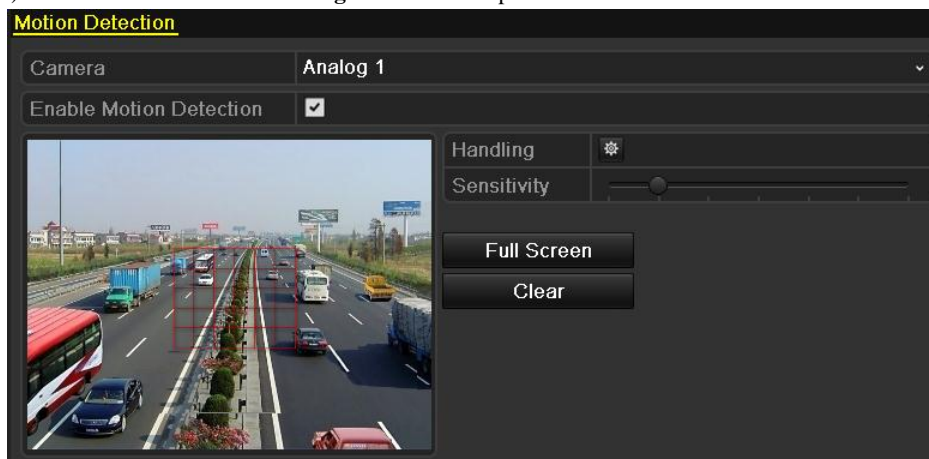 Motion Detection
Camera
Analog 1
Enable Motion Detection
Handling
Sensitivity
Full Screen
Clear